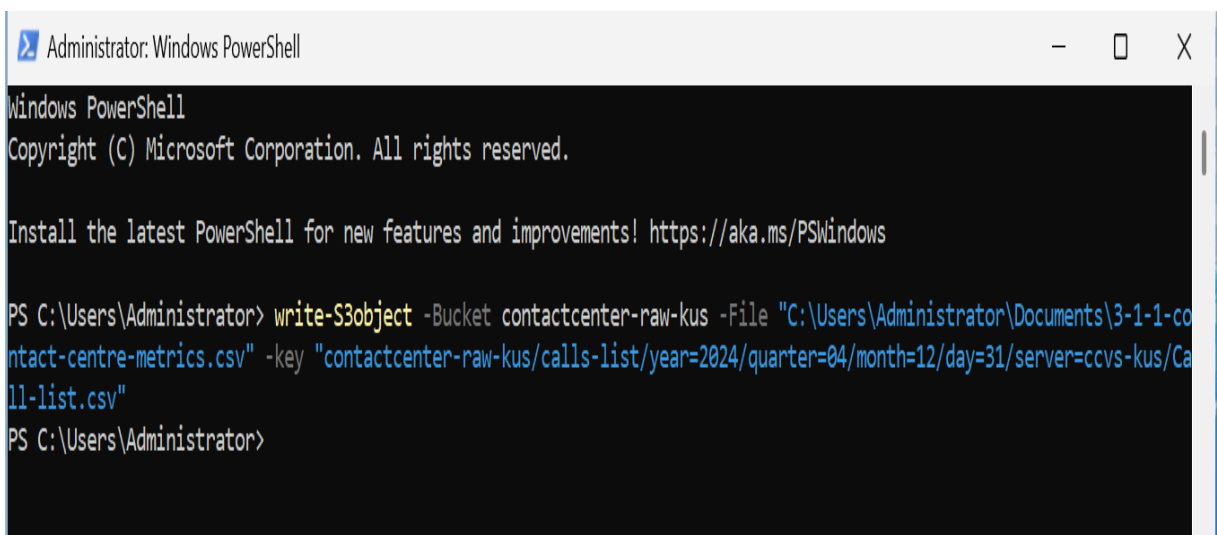 Administrator: Windows PowerShell
Windows PowerShell
Copyright (C) Microsoft Corporation. All rights reserved.
Install the latest PowerShell for new features and improvements! https://aka.ms/PSWindows
PS C:\Users\Administrator> write-S3object -Bucket contactcenter-raw-kus -File "C:\Users\Administrator\Documents\3-1-1-co
ntact-centre-metrics.csv" -key "contactcenter-raw-kus/calls-list/year=2024/quarter=04/month=12/day=31/server=ccvs-kus/Ca
ll-list.csv"
PS C:\Users\Administrator>